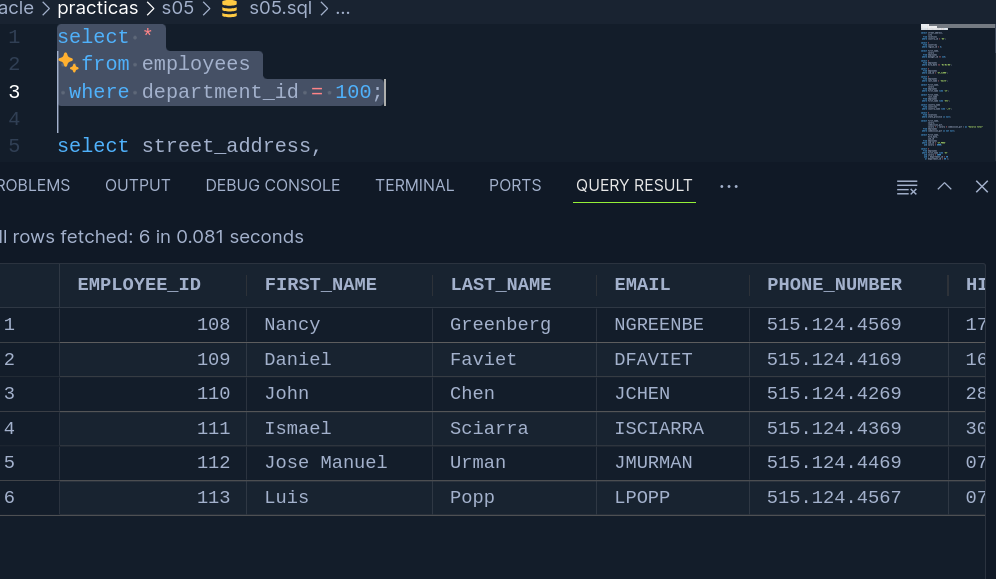 acle > practicas > s05 > s05.sql > ...
1 select *
2 from employees
3 where department_id = 100;
4
5 select street_address,
ROBLEMS OUTPUT DEBUG CONSOLE TERMINAL PORTS QUERY RESULT ...
ll rows fetched: 6 in 0.081 seconds
EMPLOYEE_ID FIRST_NAME LAST_NAME EMAIL PHONE_NUMBER HI
1 108 Nancy Greenberg NGREENBE 515.124.4569 17
2 109 Daniel Faviet DFAVIET 515.124.4169 16
3 110 John Chen JCHEN 515.124.4269 28
4 111 Ismael Sciarra ISCIARRA 515.124.4369 30
5 112 Jose Manuel Urman JMURMAN 515.124.4469 07
6 113 Luis Popp LPOPP 515.124.4567 07